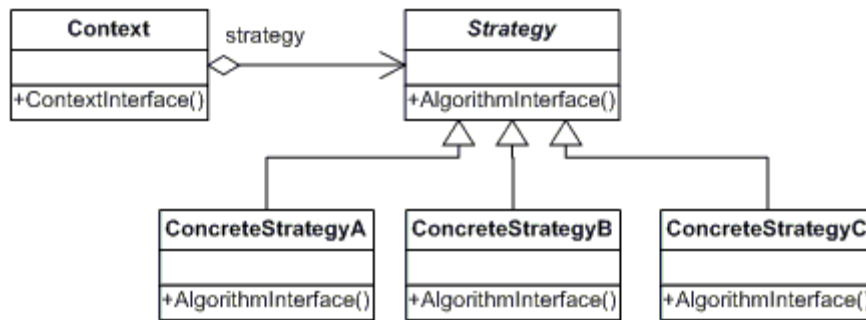 Context
strategy
Strategy
+ContextInterface()
+AlgorithmInterface()
ConcreteStrategyA
ConcreteStrategyB
ConcreteStrategyC
+AlgorithmInterface()
+AlgorithmInterface()
+AlgorithmInterface()